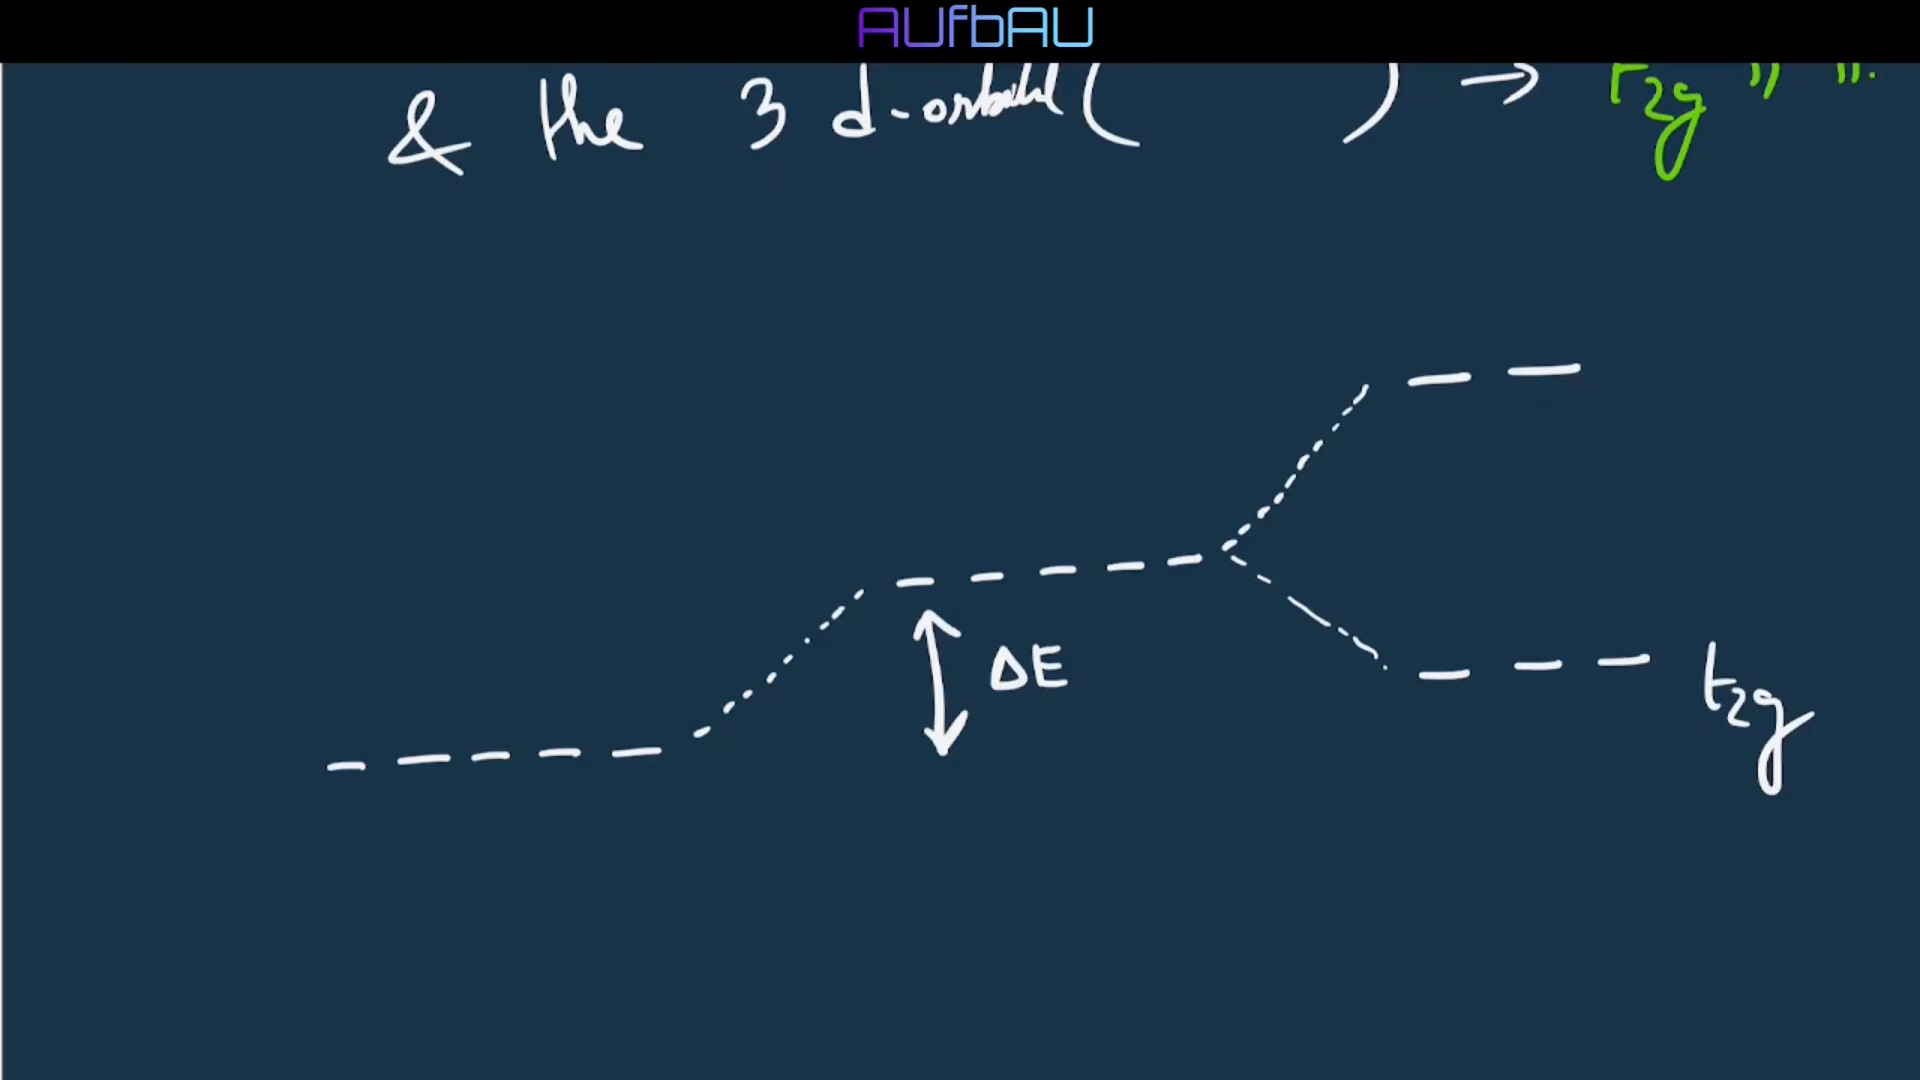 AUfbAU
& the 3 d-orbital ( ) → t2g " ".
ΔE
t2g